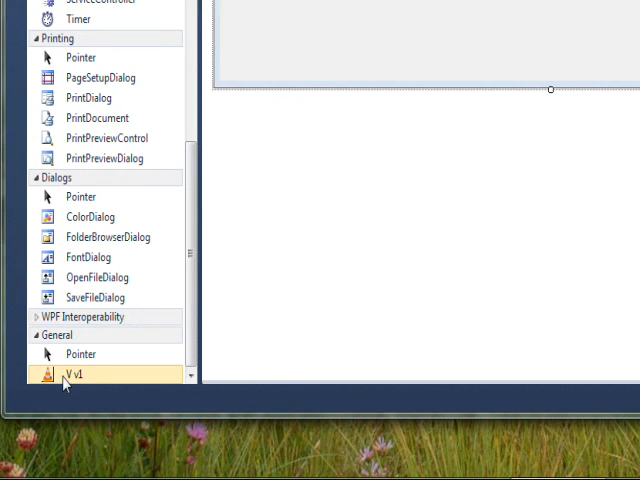 ServiceController
Timer
Printing
Pointer
PageSetupDialog
PrintDialog
PrintDocument
PrintPreviewControl
PrintPreviewDialog
Dialogs
Pointer
ColorDialog
FolderBrowserDialog
FontDialog
OpenFileDialog
SaveFileDialog
WPF Interoperability
General
Pointer
V v1